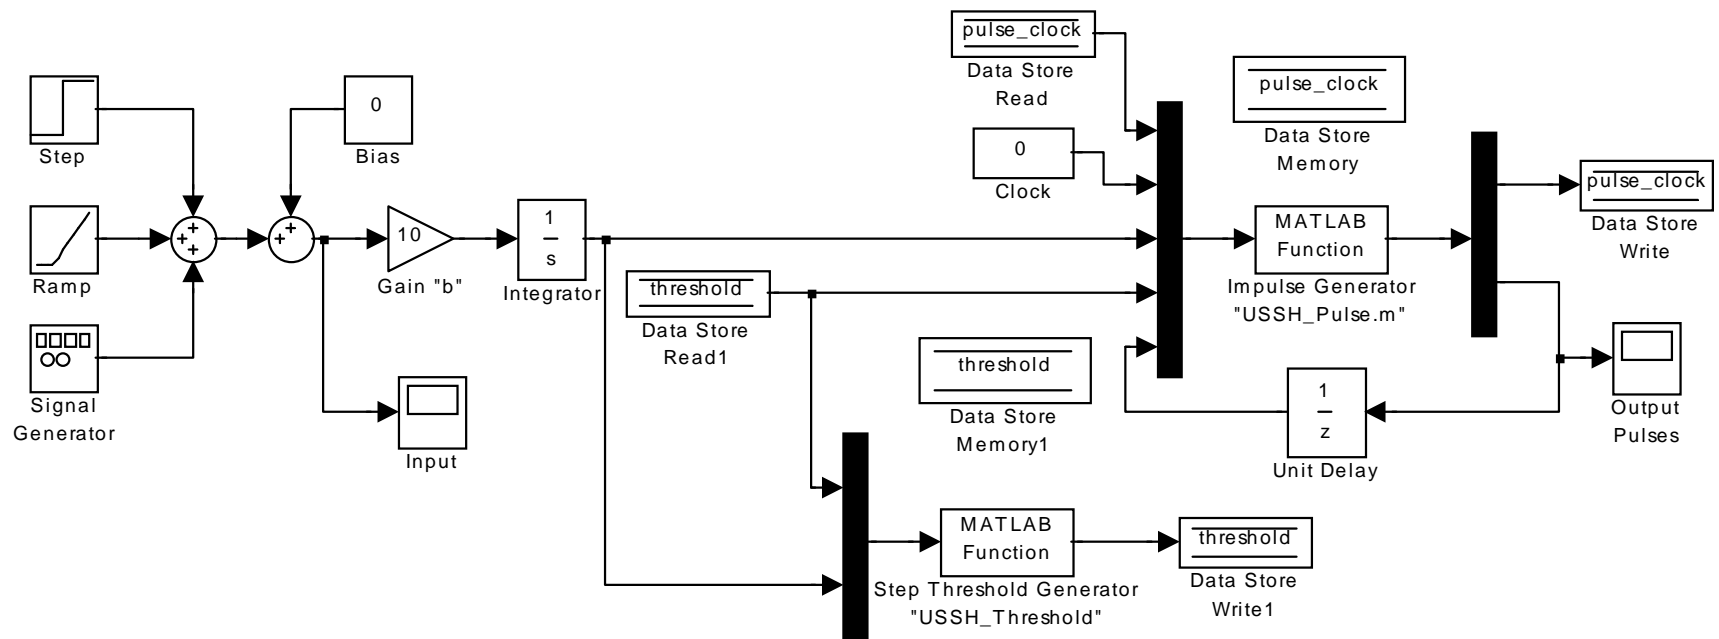 pulse_clock
Data Store
Read
pulse_clock
Data Store
Memory
Step
0
Bias
0
Clock
pulse_clock
Data Store
Write
Ramp
10
Gain "b"
1
s
Integrator
MATLAB
Function
Impulse Generator
"USSH_Pulse.m"
threshold
Data Store
Read1
threshold
Data Store
Memory1
Signal
Generator
Input
1
z
Unit Delay
Output
Pulses
MATLAB
Function
Step Threshold Generator
"USSH_Threshold"
threshold
Data Store
Write1